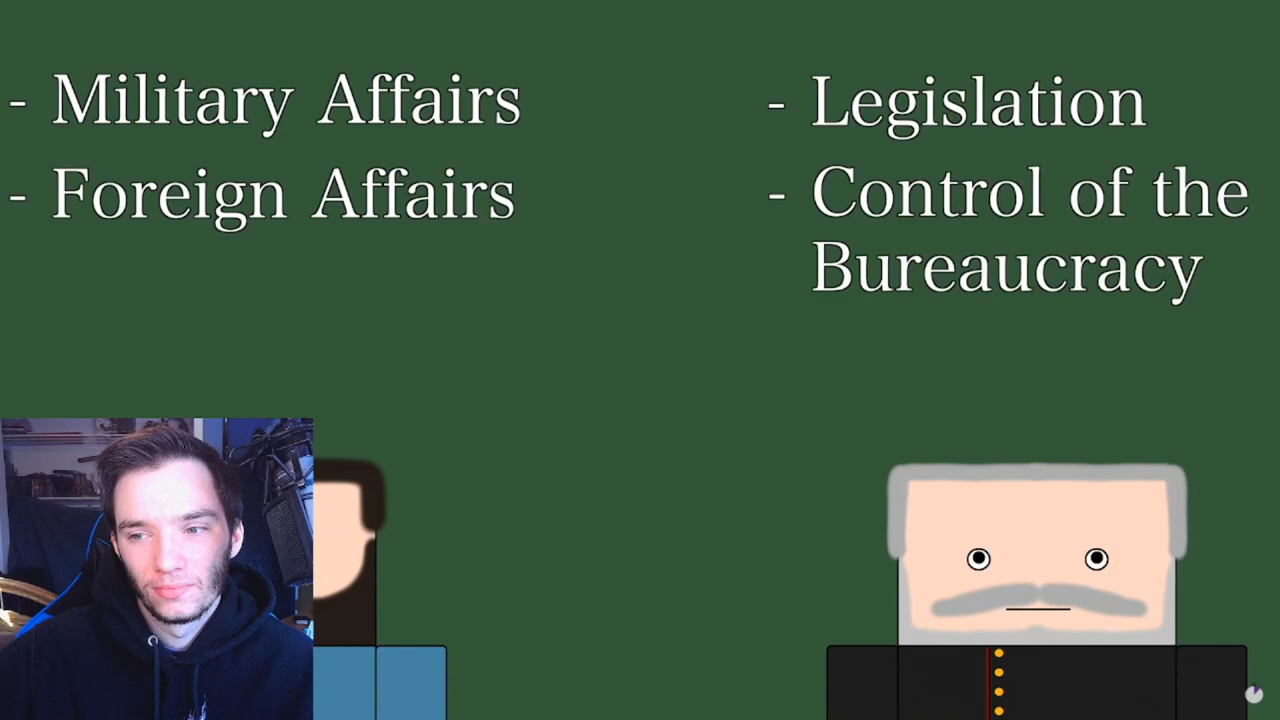 - Military Affairs
- Foreign Affairs
- Legislation
- Control of the
Bureaucracy